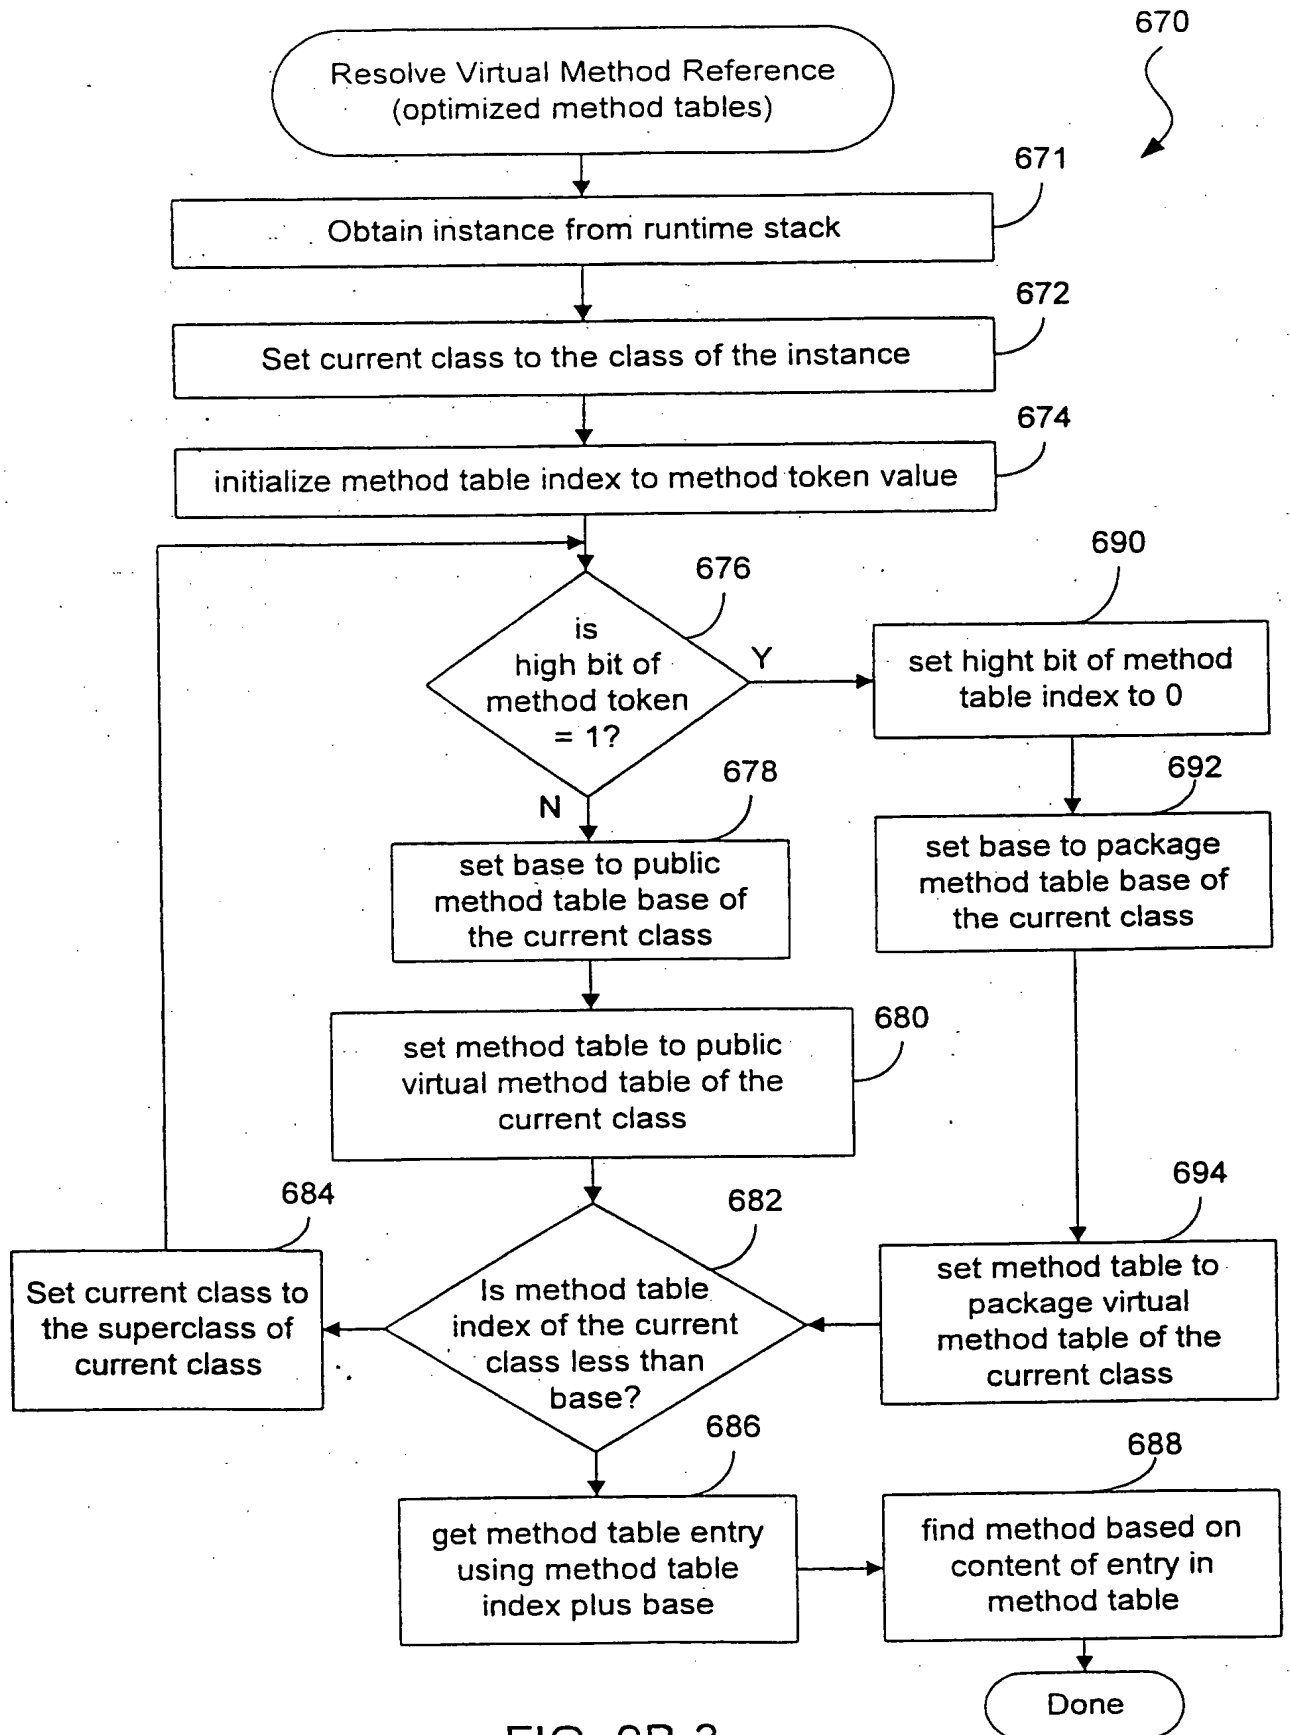 670
Resolve Virtual Method Reference
(optimized method tables)
671
Obtain instance from runtime stack
672
Set current class to the class of the instance
674
initialize method table index to method token value
676
is
high bit of
method token
= 1?
Y
N
690
set hight bit of method
table index to 0
678
set base to public
method table base of
the current class
692
set base to package
method table base of
the current class
680
set method table to public
virtual method table of the
current class
684
Set current class to
the superclass of
current class
682
Is method table
index of the current
class less than
base?
694
set method table to
package virtual
method table of the
current class
686
get method table entry
using method table
index plus base
688
find method based on
content of entry in
method table
Done